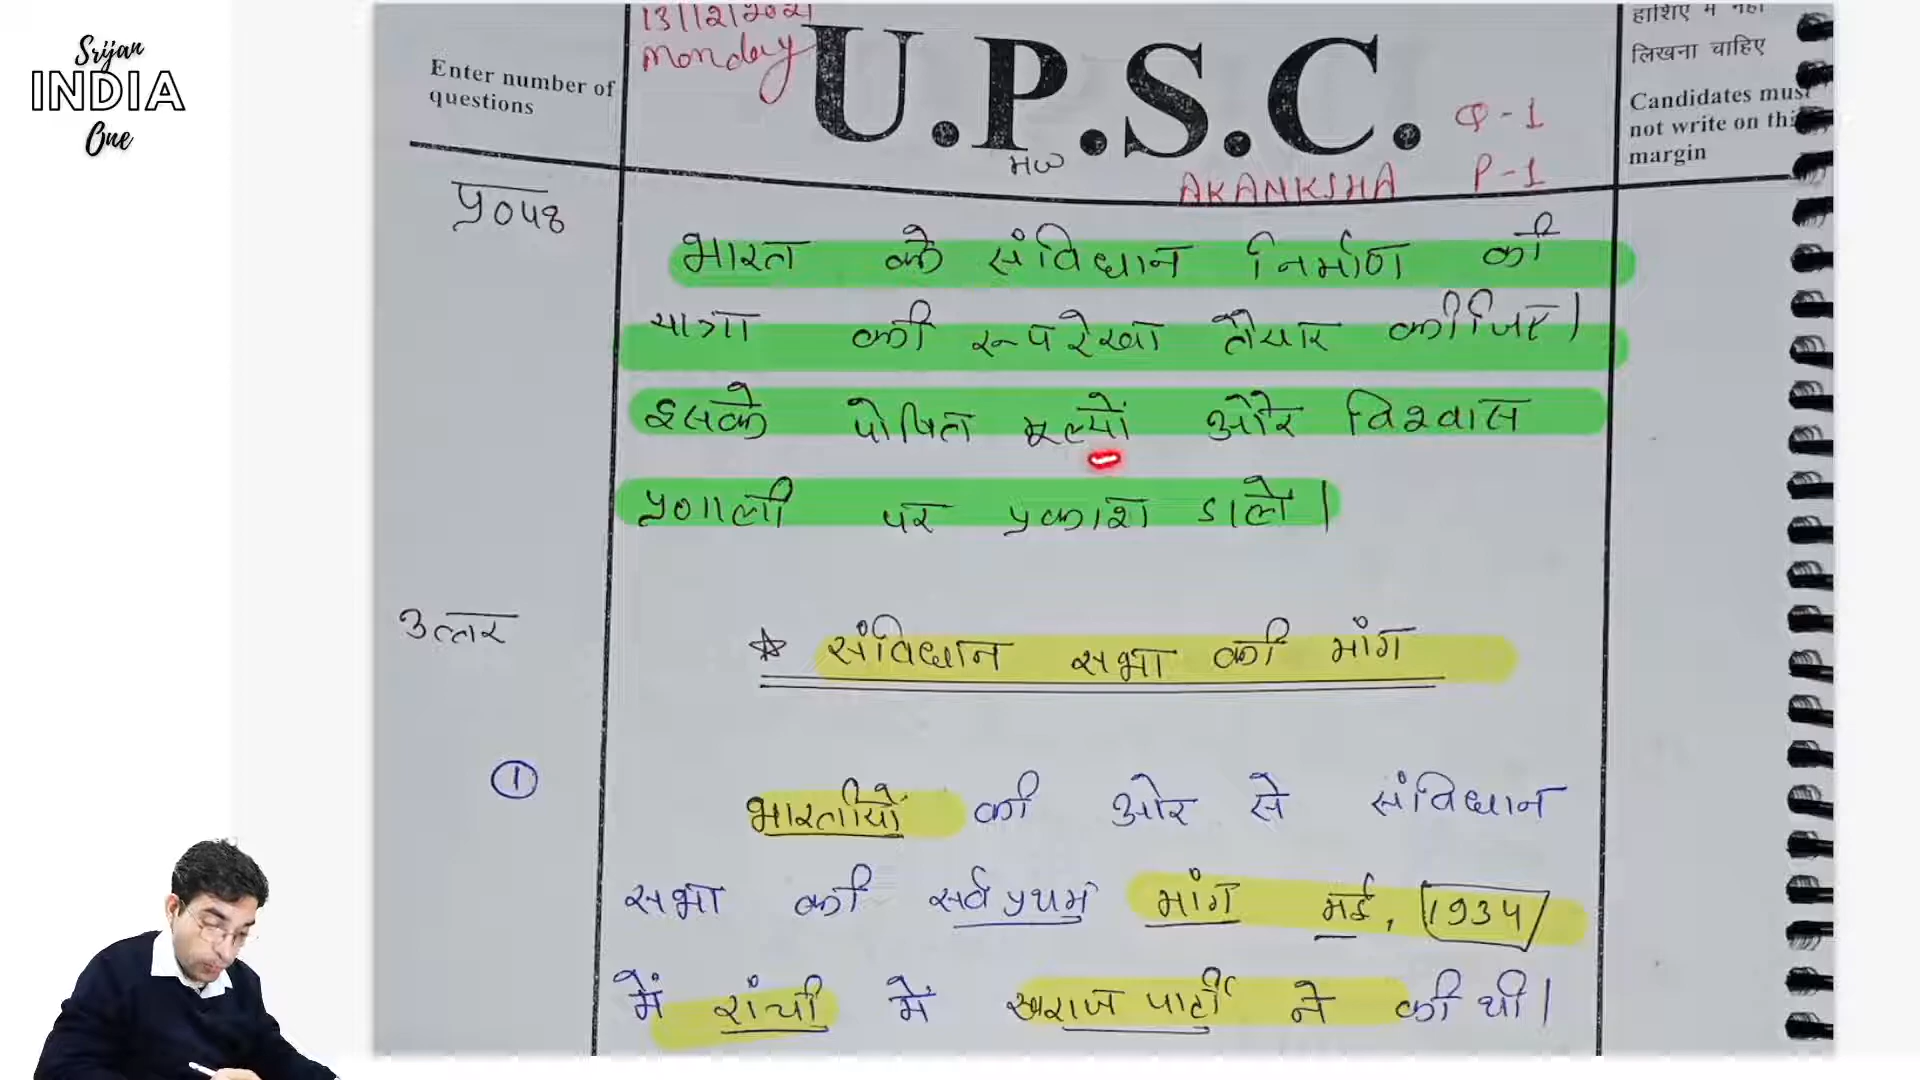 Srijan
INDIA
One
Enter number of
questions
13/12/2021
Monday
U.P.S.C.
Q-1
P-1
AKANKSHA
हाशिए में नहीं
लिखना चाहिए
Candidates must
not write on this
margin
प्र०५8
भारत के संविधान निर्माण की
यात्रा की रूपरेखा तैयार कीजिए।
इसके पोषित मूल्यों और विश्वास
प्रणाली पर प्रकाश डाले।
उत्तर
* संविधान सभा की मांग
1
भारतीयों की ओर से संविधान
सभा की सर्वप्रथम मांग मई, 1934
में रांची में स्वराज पार्टी ने की थी।